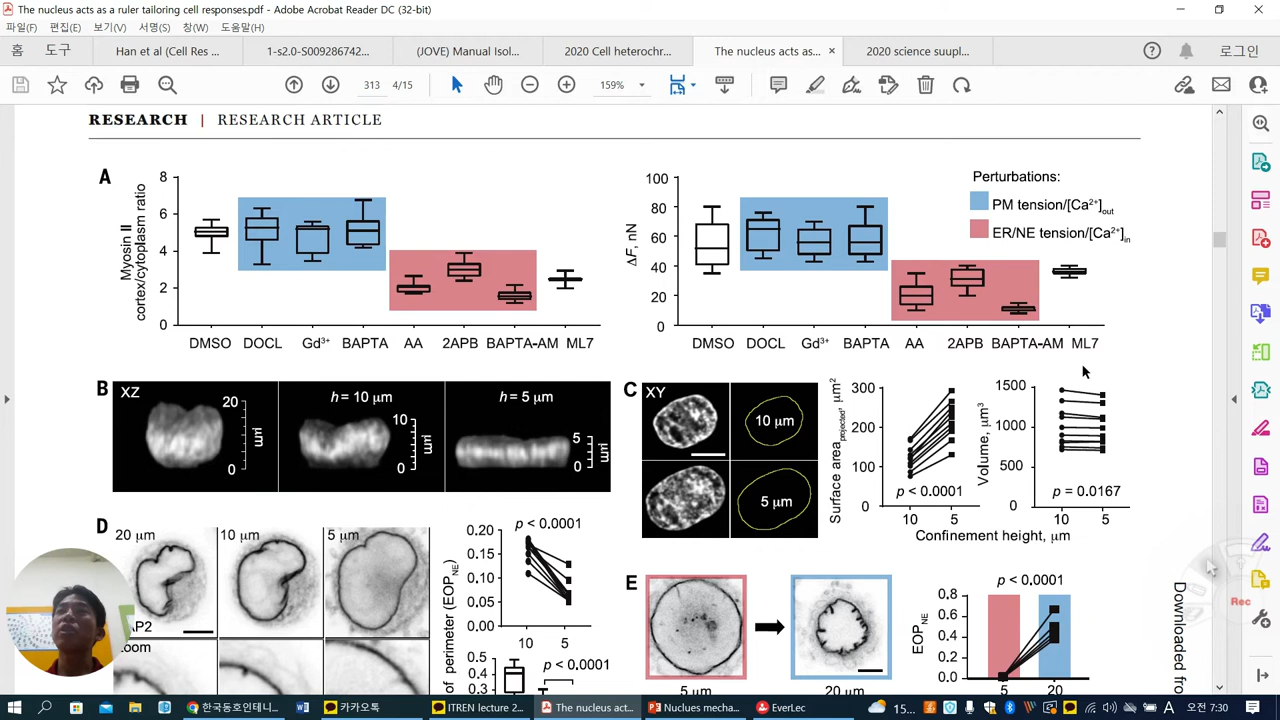 The nucleus acts as a ruler tailoring cell responses.pdf - Adobe Acrobat Reader DC (32-bit)
파일(F) 편집(E) 보기(V) 서명(S) 창(W) 도움말(H)
홈 도구 Han et al (Cell Res ... 1-s2.0-S009286742... (JOVE) Manual Isol... 2020 Cell heterochr... The nucleus acts as... × 2020 science suuplr... 로그인
313 4/15 159%
RESEARCH | RESEARCH ARTICLE
A
Myosin II
cortex/cytoplasm ratio
8
6
4
2
0
DMSO DOCL Gd³⁺ BAPTA AA 2APB BAPTA-AM ML7
ΔF, nN
100
80
60
40
20
0
DMSO DOCL Gd³⁺ BAPTA AA 2APB BAPTA-AM ML7
Perturbations:
PM tension/[Ca²⁺]out
ER/NE tension/[Ca²⁺]in
B XZ
20
0
μm
h = 10 μm
10
0
μm
h = 5 μm
5
0
μm
C XY
10 μm
5 μm
Surface area projected, μm²
300
200
100
0
p < 0.0001
10 5
Volume, μm³
1500
1000
500
0
p = 0.0167
10 5
Confinement height, μm
D
20 μm 10 μm 5 μm
AP2
zoom
p < 0.0001
0.20
0.15
0.10
0.05
0.00
10 5
of perimeter (EOPNE)
0.5
0.4
0.3
p < 0.0001
E
5 μm
20 μm
p < 0.0001
EOPNE
0.8
0.6
0.4
0.2
0.0
5 20
Downloaded fro
Rec
한국동호인테니... 카카오톡 ITREN lecture 2... The nucleus act... Nuclues mecha... EverLec 15... A 오전 7:30